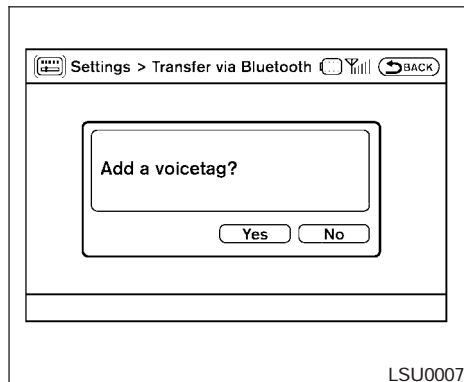 Settings > Transfer via Bluetooth BACK
Add a voicetag?
Yes No
LSU0007